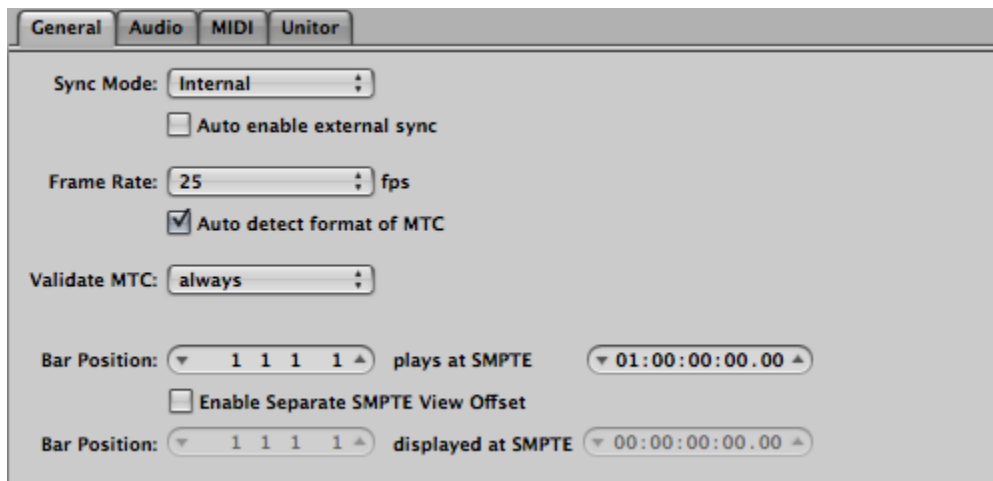 General Audio MIDI Unitor
Sync Mode: Internal
Auto enable external sync
Frame Rate: 25 fps
Auto detect format of MTC
Validate MTC: always
Bar Position: 1 1 1 1 plays at SMPTE 01:00:00:00.00
Enable Separate SMPTE View Offset
Bar Position: 1 1 1 1 displayed at SMPTE 00:00:00:00.00